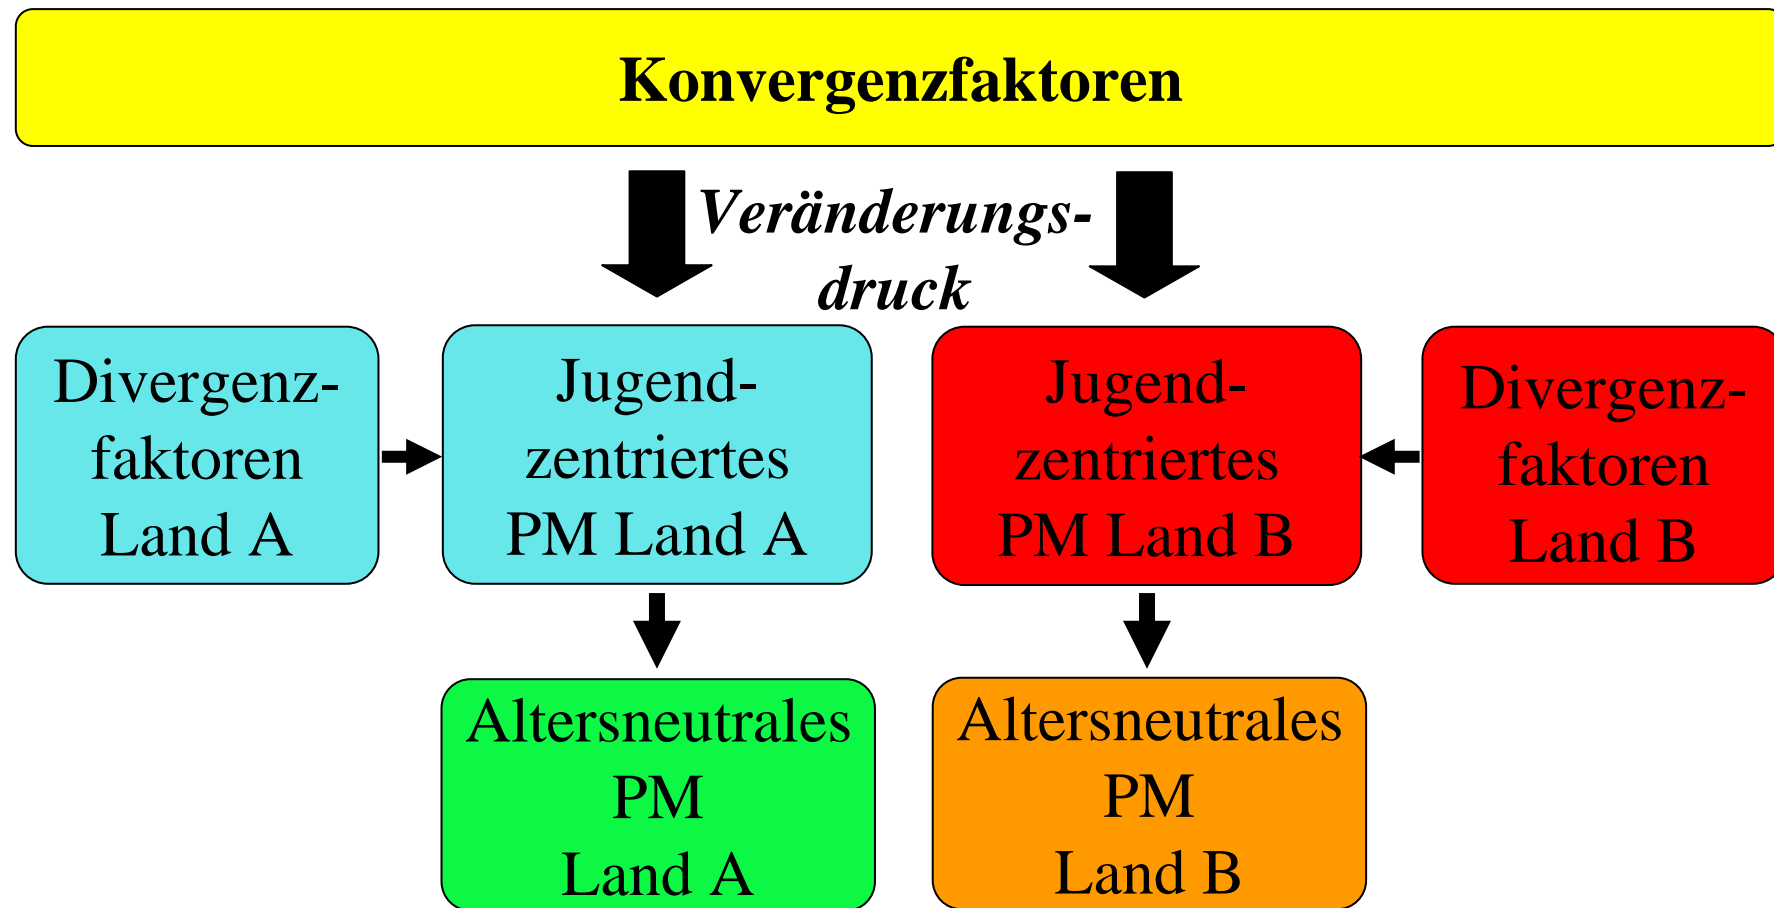 Konvergenzfaktoren
Veränderungs-
druck
Divergenz-
faktoren
Land A
Jugend-
zentriertes
PM Land A
Jugend-
zentriertes
PM Land B
Divergenz-
faktoren
Land B
Altersneutrales
PM
Land A
Altersneutrales
PM
Land B